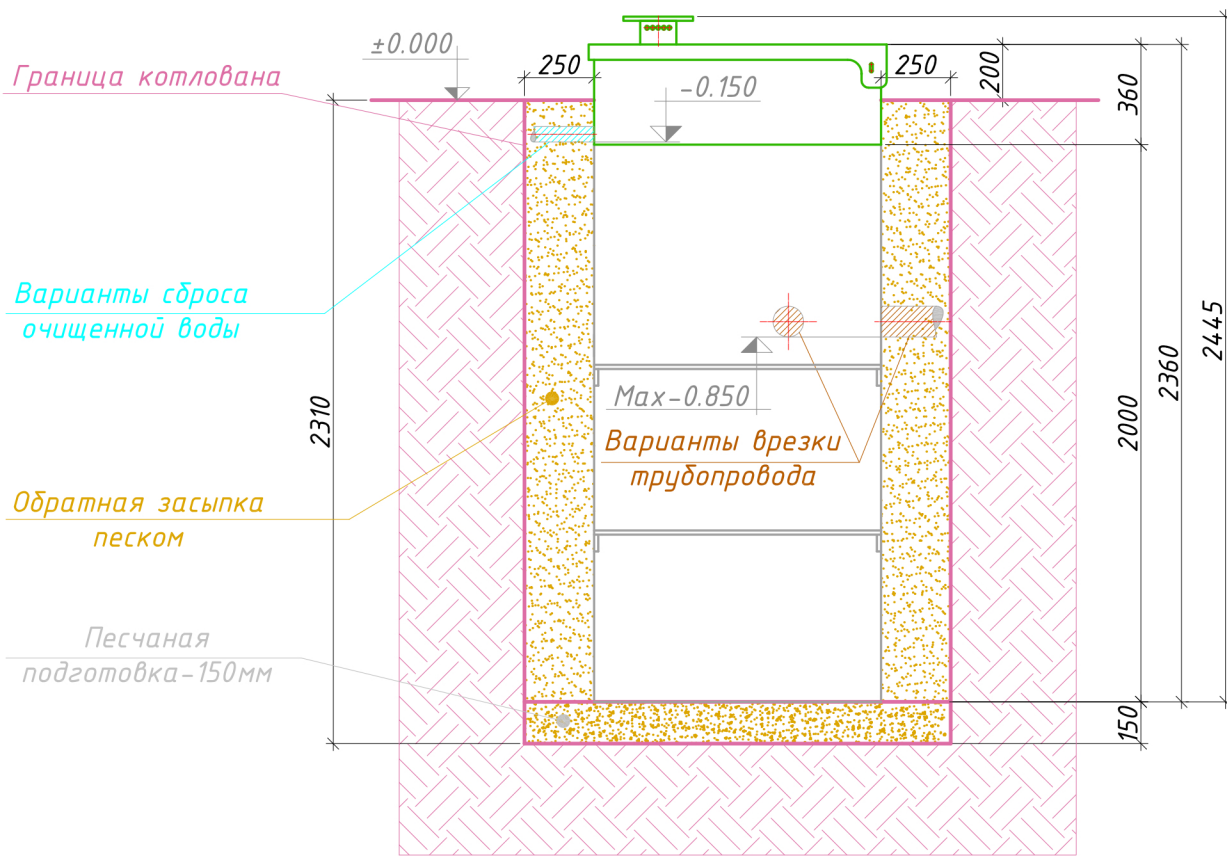 ±0.000
Граница котлована
250
-0.150
250
200
360
Варианты сброса
очищенной воды
2445
2360
Max-0.850
2310
2000
Варианты врезки
трубопровода
Обратная засыпка
песком
Песчаная
подготовка-150мм
150